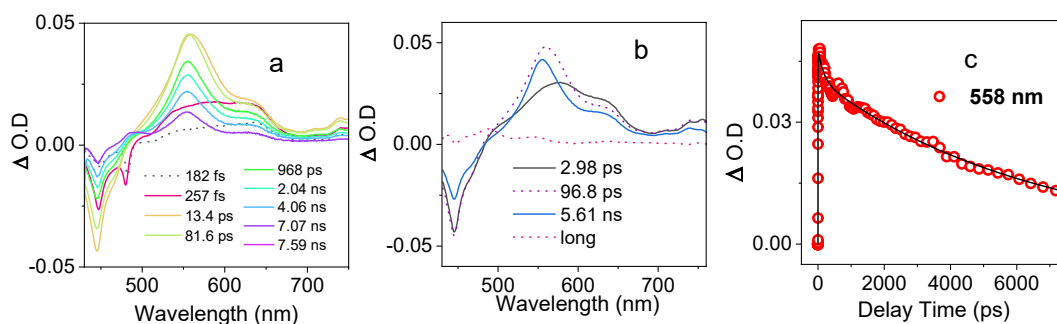 0.05
0.00
-0.05
Δ O.D
a
182 fs
257 fs
13.4 ps
81.6 ps
968 ps
2.04 ns
4.06 ns
7.07 ns
7.59 ns
500 600 700
Wavelength (nm)
0.05
0.00
-0.05
Δ O.D
b
2.98 ps
96.8 ps
5.61 ns
long
500 600 700
Wavelength (nm)
0.03
0.00
Δ O.D
c
558 nm
0 2000 4000 6000
Delay Time (ps)